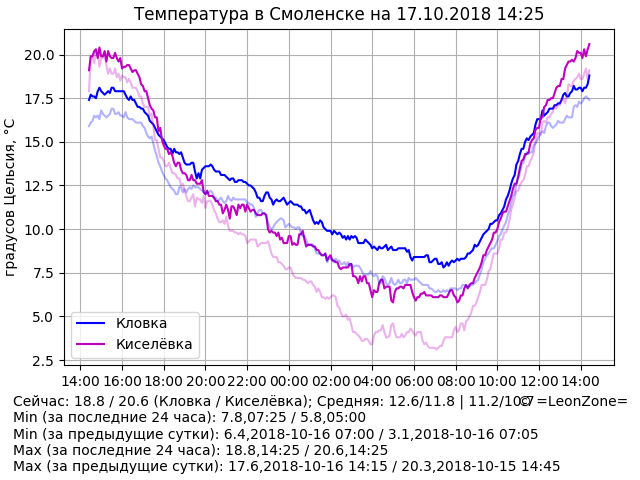 Температура в Смоленске на 17.10.2018 14:25
градусов Цельсия, °C
20.0
17.5
15.0
12.5
10.0
7.5
5.0
2.5
Кловка
Киселёвка
14:00 16:00 18:00 20:00 22:00 00:00 02:00 04:00 06:00 08:00 10:00 12:00 14:00
Сейчас: 18.8 / 20.6 (Кловка / Киселёвка); Средняя: 12.6/11.8 | 11.2/10.7 =LeonZone=
Min (за последние 24 часа): 7.8,07:25 / 5.8,05:00
Min (за предыдущие сутки): 6.4,2018-10-16 07:00 / 3.1,2018-10-16 07:05
Max (за последние 24 часа): 18.8,14:25 / 20.6,14:25
Max (за предыдущие сутки): 17.6,2018-10-16 14:15 / 20.3,2018-10-15 14:45